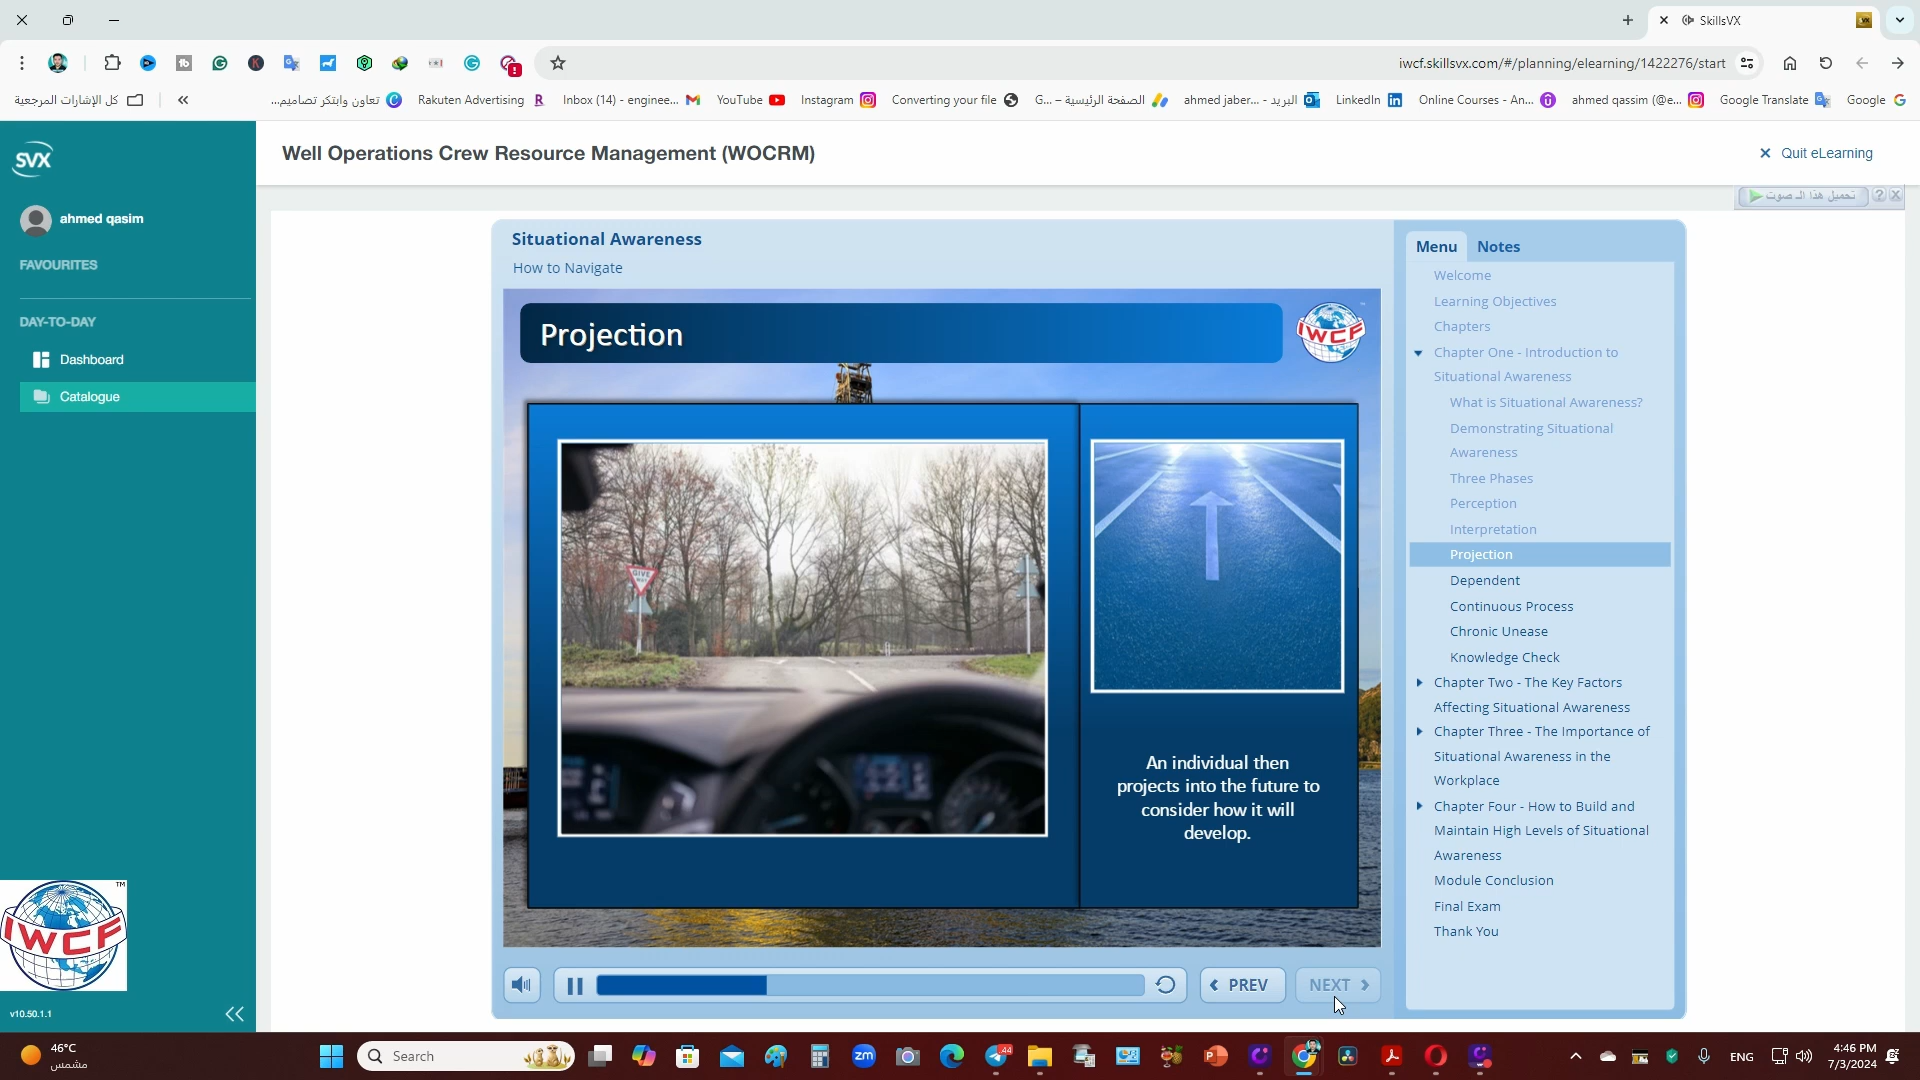 SkillsVX
iwcf.skillsvx.com/#/planning/elearning/1422276/start
كل الإشارات المرجعية
تعاون وابتكر تصاميم...
Rakuten Advertising
Inbox (14) - enginee...
YouTube
Instagram
Converting your file
الصفحة الرئيسية – G...
ahmed jaber... - البريد
LinkedIn
Online Courses - An...
ahmed qassim (@e...
Google Translate
Google
SVX
Well Operations Crew Resource Management (WOCRM)
Quit eLearning
تحميل هذا الـ صوت
ahmed qasim
FAVOURITES
DAY-TO-DAY
Dashboard
Catalogue
Situational Awareness
How to Navigate
Projection
IWCF
GIVE WAY
An individual then
projects into the future to
consider how it will
develop.
PREV
NEXT
Menu
Notes
Welcome
Learning Objectives
Chapters
Chapter One - Introduction to
Situational Awareness
What is Situational Awareness?
Demonstrating Situational
Awareness
Three Phases
Perception
Interpretation
Projection
Dependent
Continuous Process
Chronic Unease
Knowledge Check
Chapter Two - The Key Factors
Affecting Situational Awareness
Chapter Three - The Importance of
Situational Awareness in the
Workplace
Chapter Four - How to Build and
Maintain High Levels of Situational
Awareness
Module Conclusion
Final Exam
Thank You
IWCF
TM
v10.50.1.1
46°C
مشمس
Search
zm
44
ENG
4:46 PM
7/3/2024